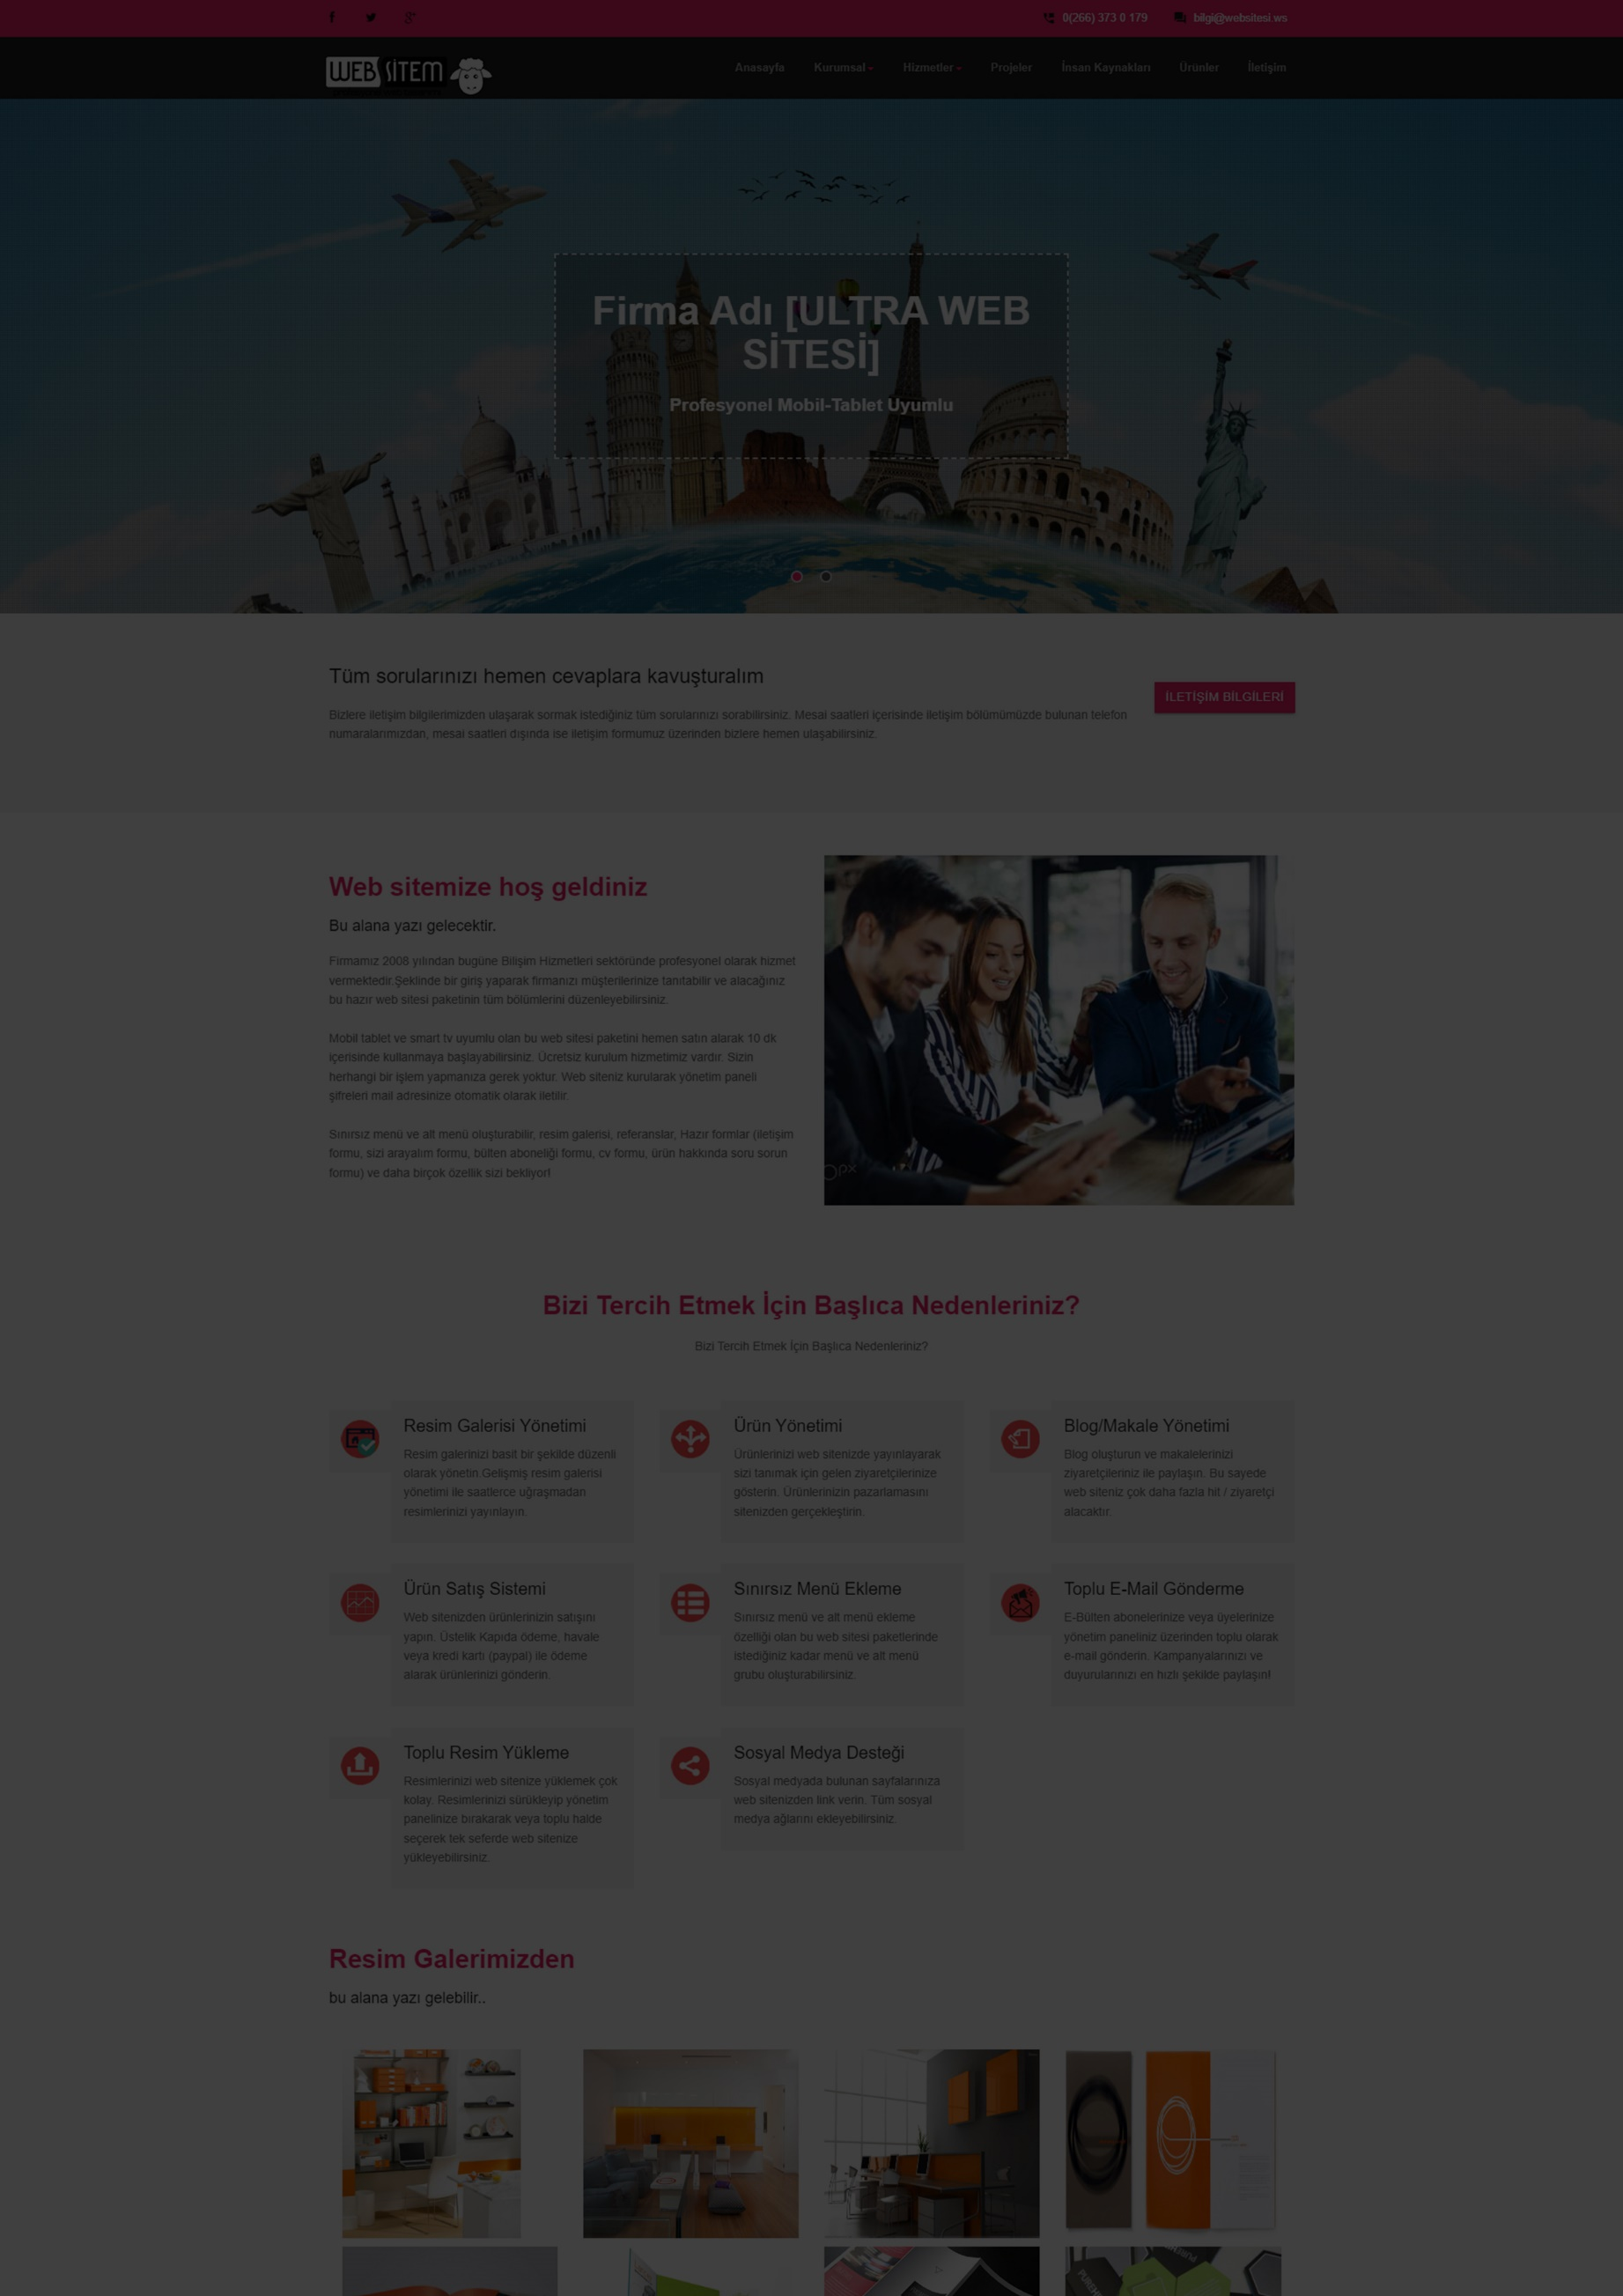 0(266) 373 0 179
bilgi@websitesi.ws
WEB SİTEM
Anasayfa
Kurumsal
Hizmetler
Projeler
İnsan Kaynakları
Ürünler
İletişim
Firma Adı [ULTRA WEB
SİTESİ]
Profesyonel Mobil-Tablet Uyumlu
Tüm sorularınızı hemen cevaplara kavuşturalım
Bizlere iletişim bilgilerimizden ulaşarak sormak istediğiniz tüm sorularınızı sorabilirsiniz. Mesai saatleri içerisinde iletişim bölümümüzde bulunan telefon
numaralarımızdan, mesai saatleri dışında ise iletişim formumuz üzerinden bizlere hemen ulaşabilirsiniz.
İLETİŞİM BİLGİLERİ
Web sitemize hoş geldiniz
Bu alana yazı gelecektir.
Firmamız 2008 yılından bugüne Bilişim Hizmetleri sektöründe profesyonel olarak hizmet
vermektedir.Şeklinde bir giriş yaparak firmanızı müşterilerinize tanıtabilir ve alacağınız
bu hazır web sitesi paketinin tüm bölümlerini düzenleyebilirsiniz.
Mobil tablet ve smart tv uyumlu olan bu web sitesi paketini hemen satın alarak 10 dk
içerisinde kullanmaya başlayabilirsiniz. Ücretsiz kurulum hizmetimiz vardır. Sizin
herhangi bir işlem yapmanıza gerek yoktur. Web siteniz kurularak yönetim paneli
şifreleri mail adresinize otomatik olarak iletilir.
Sınırsız menü ve alt menü oluşturabilir, resim galerisi, referanslar, Hazır formlar (iletişim
formu, sizi arayalım formu, bülten aboneliği formu, cv formu, ürün hakkında soru sorun
formu) ve daha birçok özellik sizi bekliyor!
px
Bizi Tercih Etmek İçin Başlıca Nedenleriniz?
Bizi Tercih Etmek İçin Başlıca Nedenleriniz?
Resim Galerisi Yönetimi
Resim galerinizi basit bir şekilde düzenli
olarak yönetin.Gelişmiş resim galerisi
yönetimi ile saatlerce uğraşmadan
resimlerinizi yayınlayın.
Ürün Yönetimi
Ürünlerinizi web sitenizde yayınlayarak
sizi tanımak için gelen ziyaretçilerinize
gösterin. Ürünlerinizin pazarlamasını
sitenizden gerçekleştirin.
Blog/Makale Yönetimi
Blog oluşturun ve makalelerinizi
ziyaretçileriniz ile paylaşın. Bu sayede
web siteniz çok daha fazla hit / ziyaretçi
alacaktır.
Ürün Satış Sistemi
Web sitenizden ürünlerinizin satışını
yapın. Üstelik Kapıda ödeme, havale
veya kredi kartı (paypal) ile ödeme
alarak ürünlerinizi gönderin.
Sınırsız Menü Ekleme
Sınırsız menü ve alt menü ekleme
özelliği olan bu web sitesi paketlerinde
istediğiniz kadar menü ve alt menü
grubu oluşturabilirsiniz.
Toplu E-Mail Gönderme
E-Bülten abonelerinize veya üyelerinize
yönetim paneliniz üzerinden toplu olarak
e-mail gönderin. Kampanyalarınızı ve
duyurularınızı en hızlı şekilde paylaşın!
Toplu Resim Yükleme
Resimlerinizi web sitenize yüklemek çok
kolay. Resimlerinizi sürükleyip yönetim
panelinize bırakarak veya toplu halde
seçerek tek seferde web sitenize
yükleyebilirsiniz.
Sosyal Medya Desteği
Sosyal medyada bulunan sayfalarınıza
web sitenizden link verin. Tüm sosyal
medya ağlarını ekleyebilirsiniz.
Resim Galerimizden
bu alana yazı gelebilir..